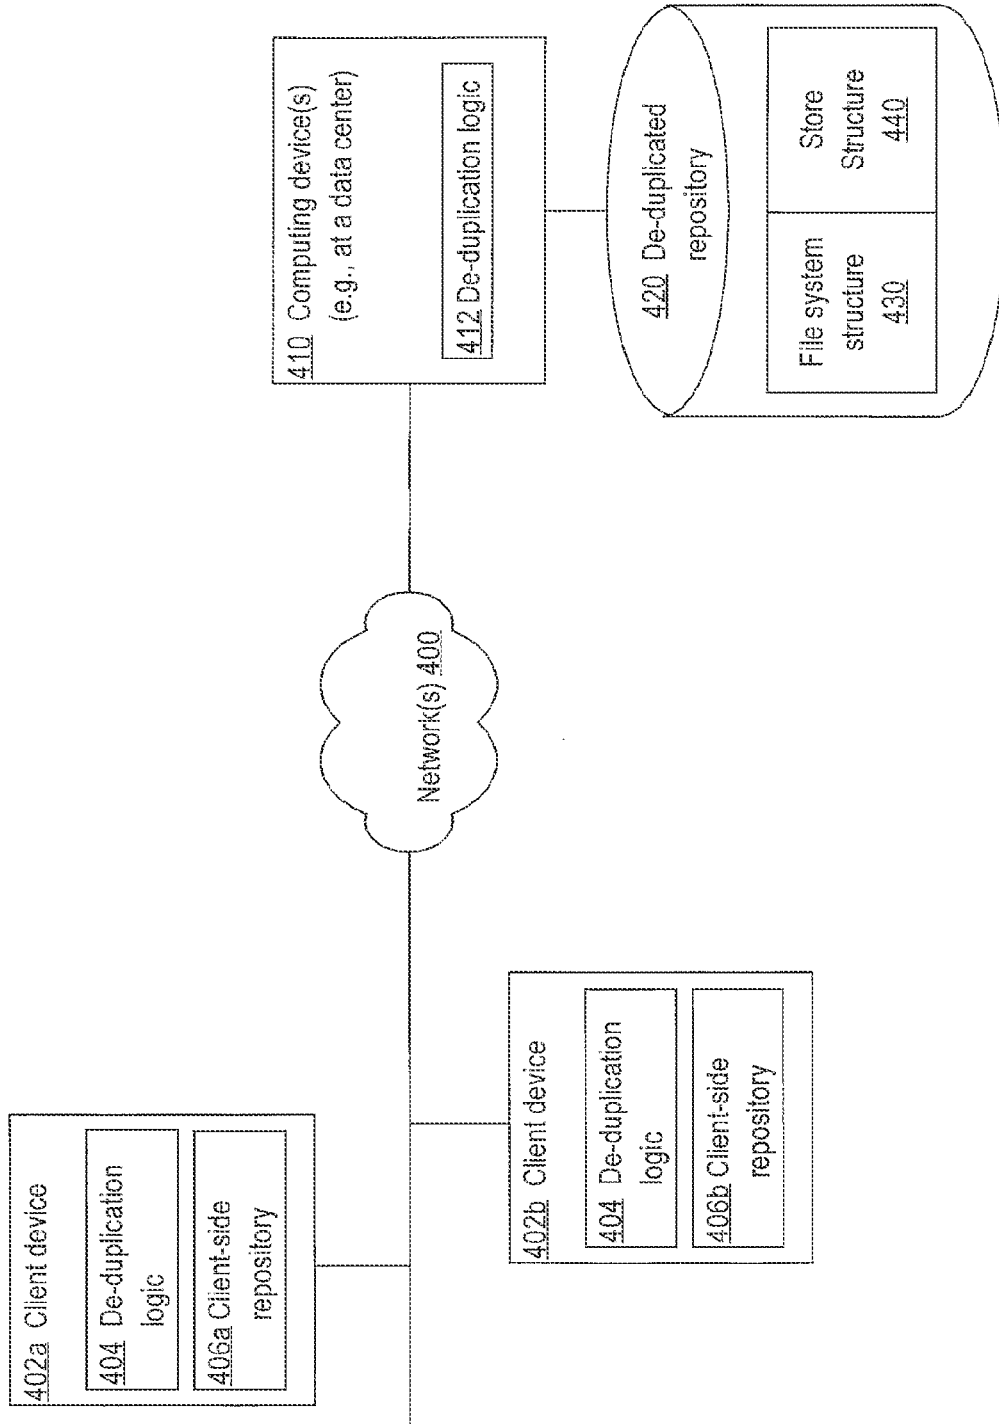 402a Client device
404 De-duplication
logic
406a Client-side
repository
402b Client device
404 De-duplication
logic
406b Client-side
repository
Network(s) 400
410 Computing device(s)
(e.g., at a data center)
412 De-duplication logic
420 De-duplicated
repository
File system
structure
430
Store
Structure
440